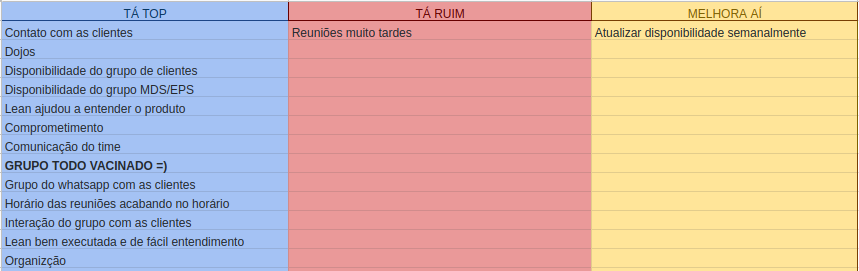 TÁ TOP TÁ RUIM MELHORA AÍ
Contato com as clientes Reuniões muito tardes Atualizar disponibilidade semanalmente
Dojos
Disponibilidade do grupo de clientes
Disponibilidade do grupo MDS/EPS
Lean ajudou a entender o produto
Comprometimento
Comunicação do time
GRUPO TODO VACINADO =)
Grupo do whatsapp com as clientes
Horário das reuniões acabando no horário
Interação do grupo com as clientes
Lean bem executada e de fácil entendimento
Organizção